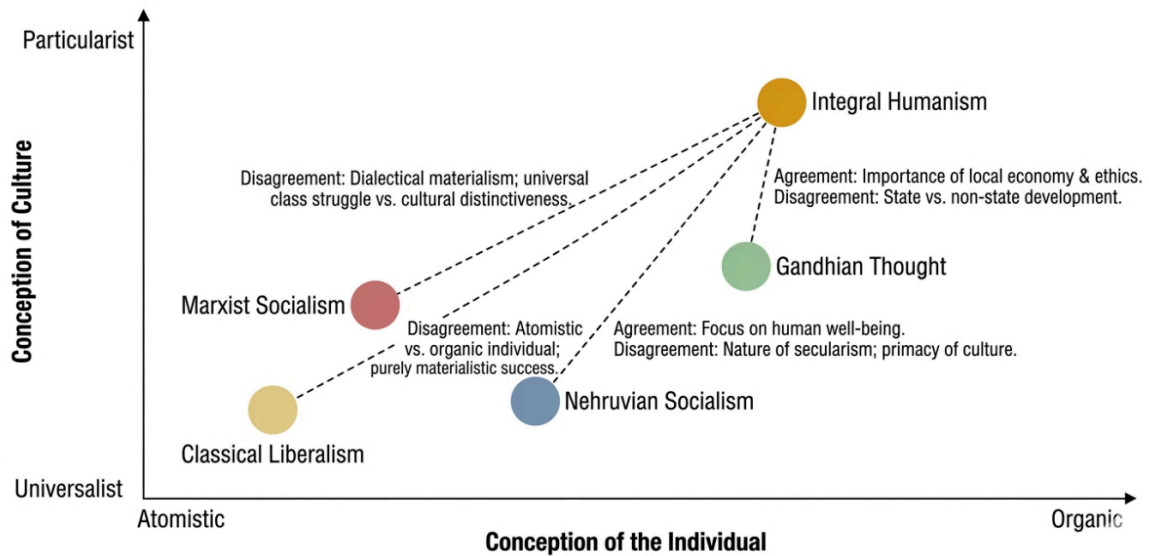 Particularist
Integral Humanism
Conception of Culture
Disagreement: Dialectical materialism; universal
class struggle vs. cultural distinctiveness.
Agreement: Importance of local economy & ethics.
Disagreement: State vs. non-state development.
Gandhian Thought
Marxist Socialism
Disagreement: Atomistic
vs. organic individual;
purely materialistic success.
Agreement: Focus on human well-being.
Disagreement: Nature of secularism; primacy of culture.
Nehruvian Socialism
Classical Liberalism
Universalist
Atomistic
Organic
Conception of the Individual